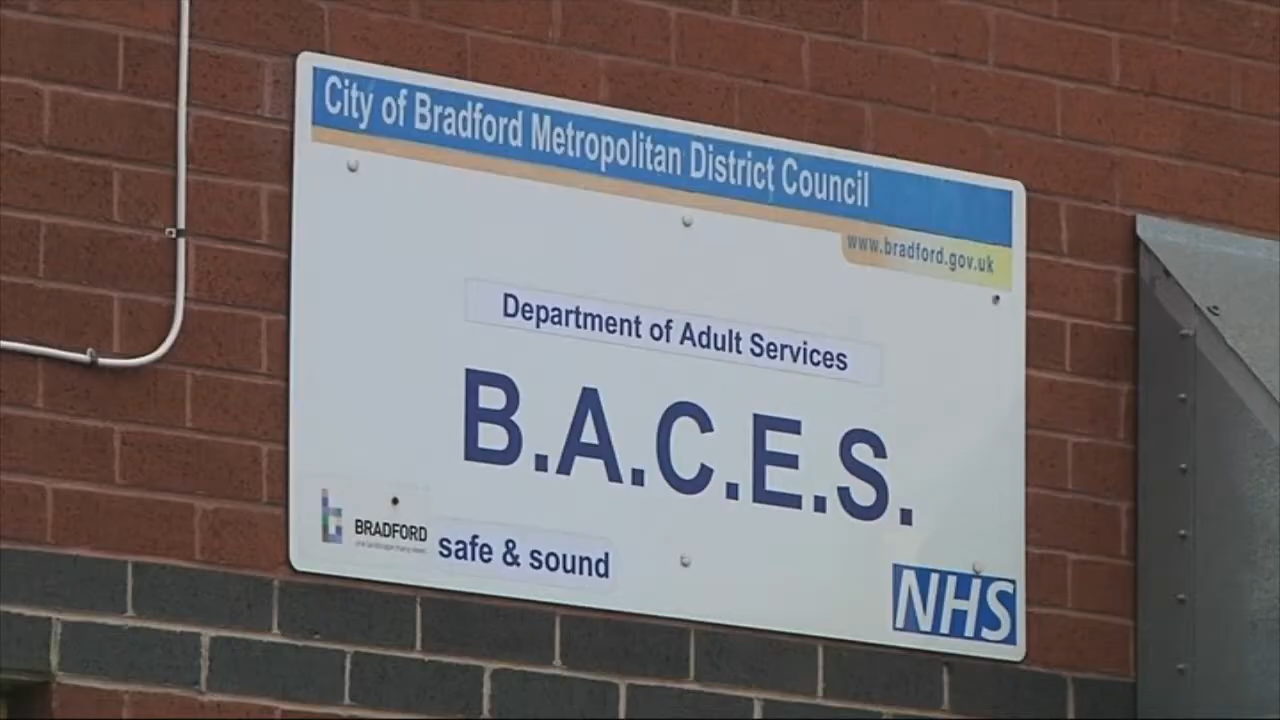 City of Bradford Metropolitan District Council
www.bradford.gov.uk
Department of Adult Services
B.A.C.E.S.
BRADFORD
safe & sound
NHS